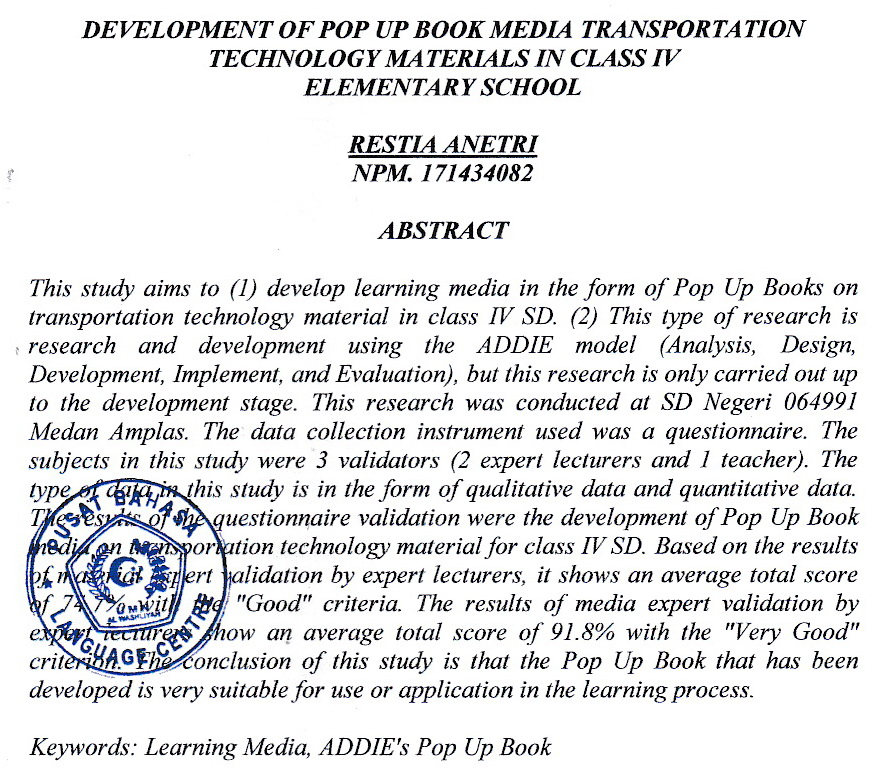 DEVELOPMENT OF POP UP BOOK MEDIA TRANSPORTATION
TECHNOLOGY MATERIALS IN CLASS IV
ELEMENTARY SCHOOL
RESTIA ANETRI
NPM. 171434082
ABSTRACT
This study aims to (1) develop learning media in the form of Pop Up Books on
transportation technology material in class IV SD. (2) This type of research is
research and development using the ADDIE model (Analysis, Design,
Development, Implement, and Evaluation), but this research is only carried out up
to the development stage. This research was conducted at SD Negeri 064991
Medan Amplas. The data collection instrument used was a questionnaire. The
subjects in this study were 3 validators (2 expert lecturers and 1 teacher). The
type of data in this study is in the form of qualitative data and quantitative data.
The results of the questionnaire validation were the development of Pop Up Book
media on transportation technology material for class IV SD. Based on the results
of material expert validation by expert lecturers, it shows an average total score
of 74.7% with the "Good" criteria. The results of media expert validation by
expert lecturers show an average total score of 91.8% with the "Very Good"
criterion. The conclusion of this study is that the Pop Up Book that has been
developed is very suitable for use or application in the learning process.
Keywords: Learning Media, ADDIE's Pop Up Book
PUSAT BAHASA
UMN
AL WASHLIYAH
LANGUAGE CENTRE